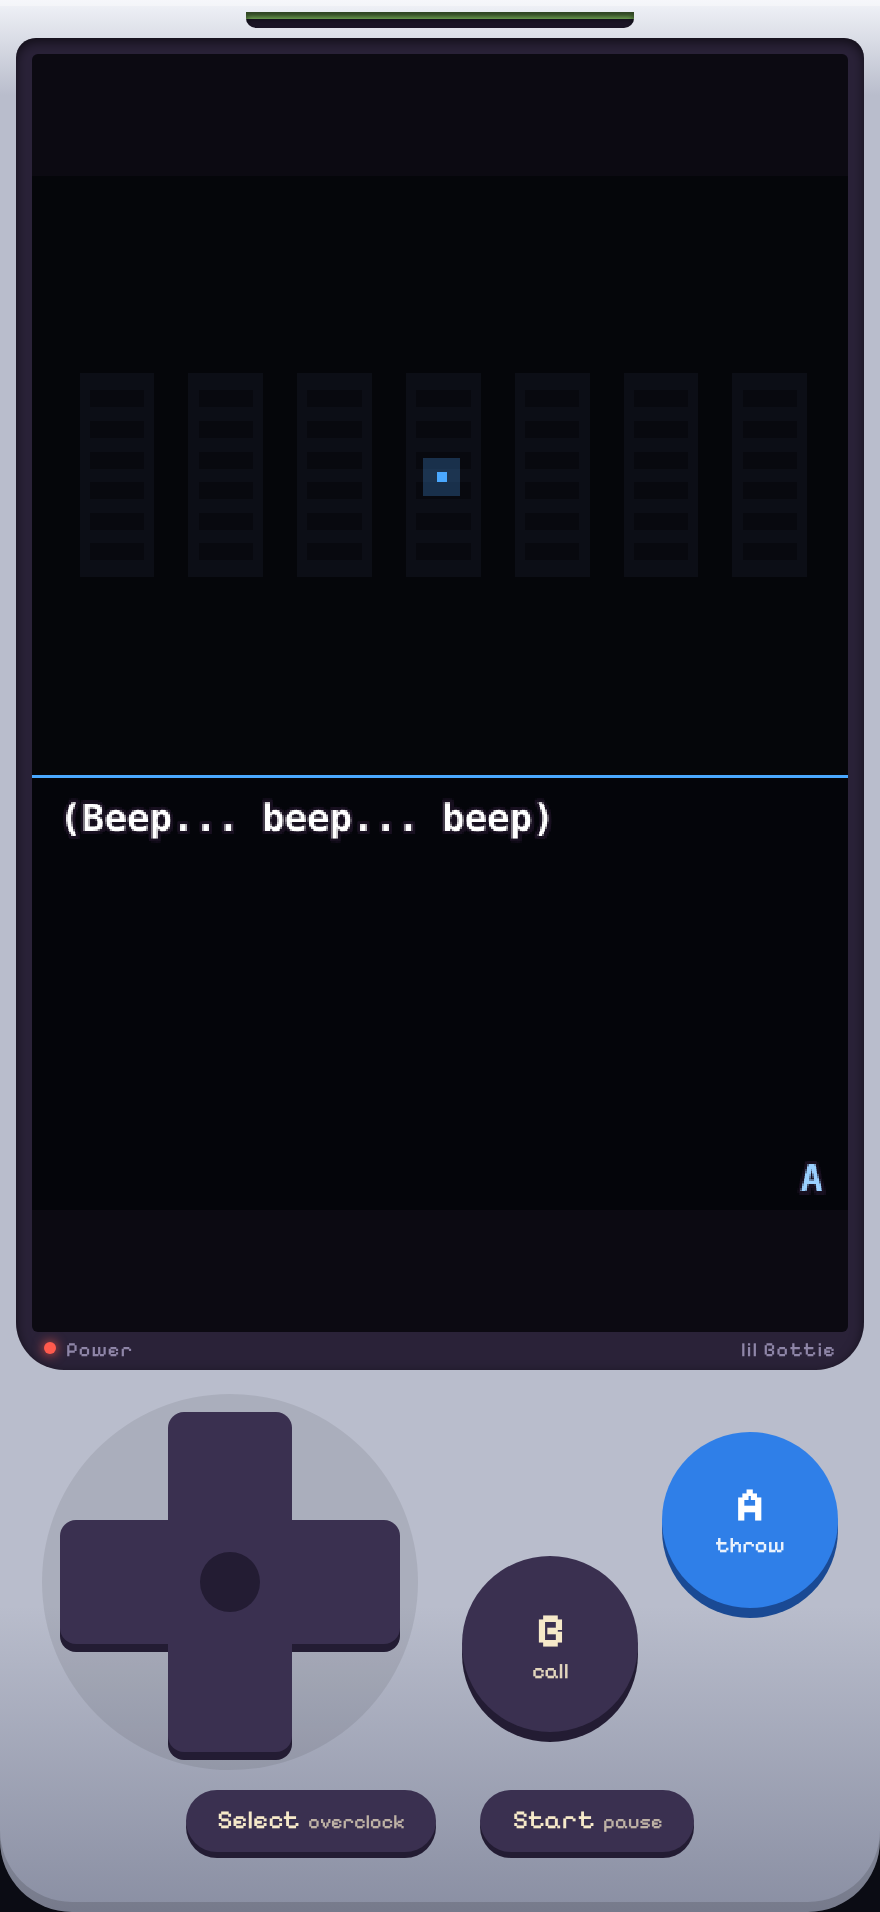 (Beep... beep... beep)
A
Power
lil Bottie
A
throw
B
call
Select overclock
Start pause